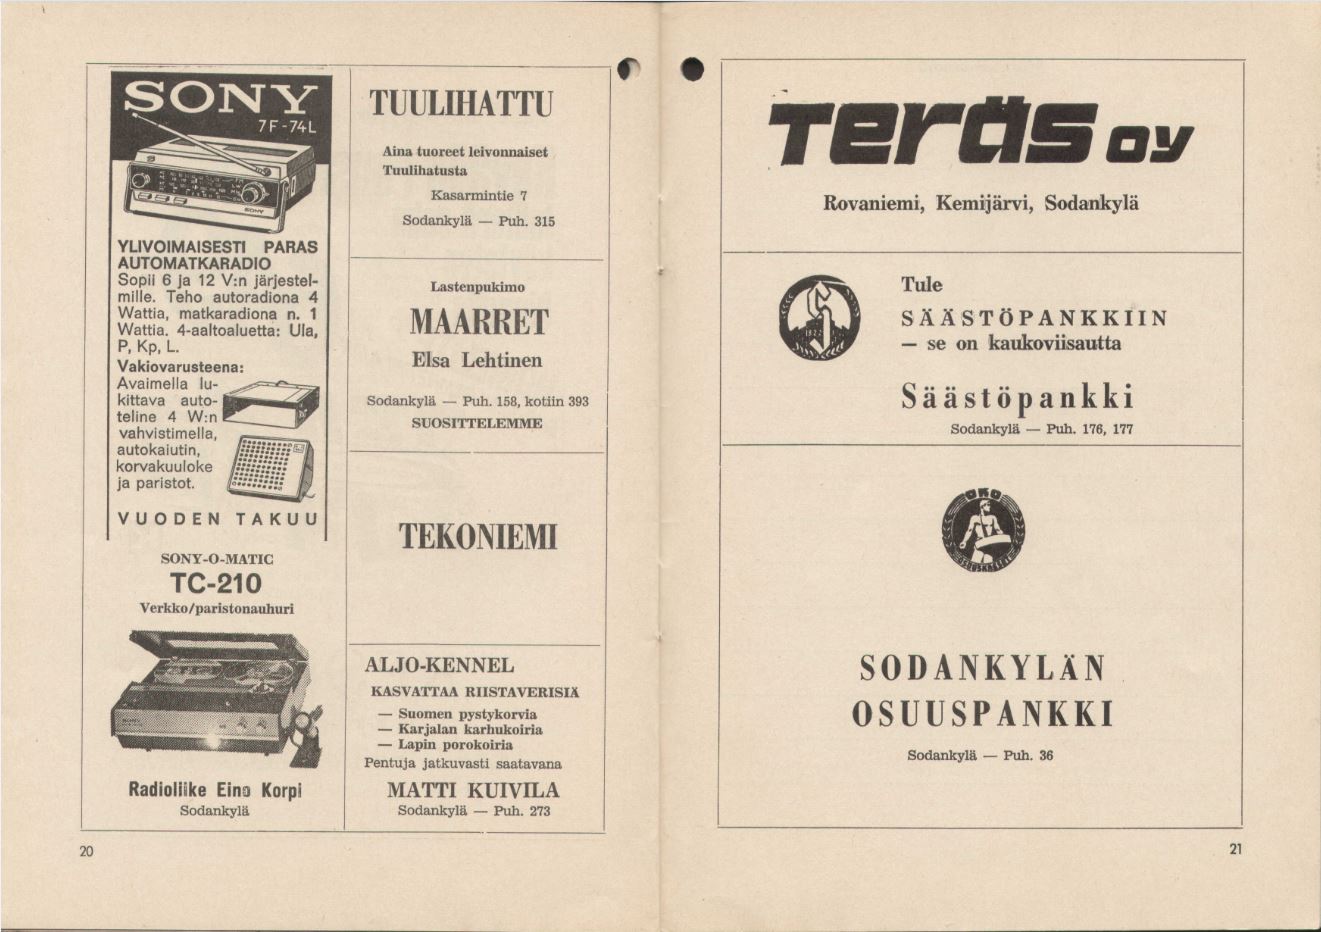 SONY
7F-74L
SONY
YLIVOIMAISESTI PARAS
AUTOMATKARADIO
Sopii 6 ja 12 V:n järjestel-
mille. Teho autoradiona 4
Wattia, matkaradiona n. 1
Wattia. 4-aaltoaluetta: Ula,
P, Kp, L.
Vakiovarusteena:
Avaimella lu-
kittava auto-
teline 4 W:n
vahvistimella,
autokaiutin,
korvakuuloke
ja paristot.
VUODEN TAKUU
SONY-O-MATIC
TC-210
Verkko/paristonauhuri
Radioliike Eino Korpi
Sodankylä
TUULIHATTU
Aina tuoreet leivonnaiset
Tuulihatusta
Kasarmintie 7
Sodankylä — Puh. 315
Lastenpukimo
MAARRET
Elsa Lehtinen
Sodankylä — Puh. 158, kotiin 393
SUOSITTELEMME
TEKONIEMI
ALJO-KENNEL
KASVATTAA RIISTAVERISIÄ
— Suomen pystykorvia
— Karjalan karhukoiria
— Lapin porokoiria
Pentuja jatkuvasti saatavana
MATTI KUIVILA
Sodankylä — Puh. 273
20
Teräs oy
Rovaniemi, Kemijärvi, Sodankylä
S
1822
Tule
SÄÄSTÖPANKKIIN
— se on kaukoviisautta
Säästöpankki
Sodankylä — Puh. 176, 177
OKO
OSUUSKASSA
SODANKYLÄN
OSUUSPANKKI
Sodankylä — Puh. 36
21